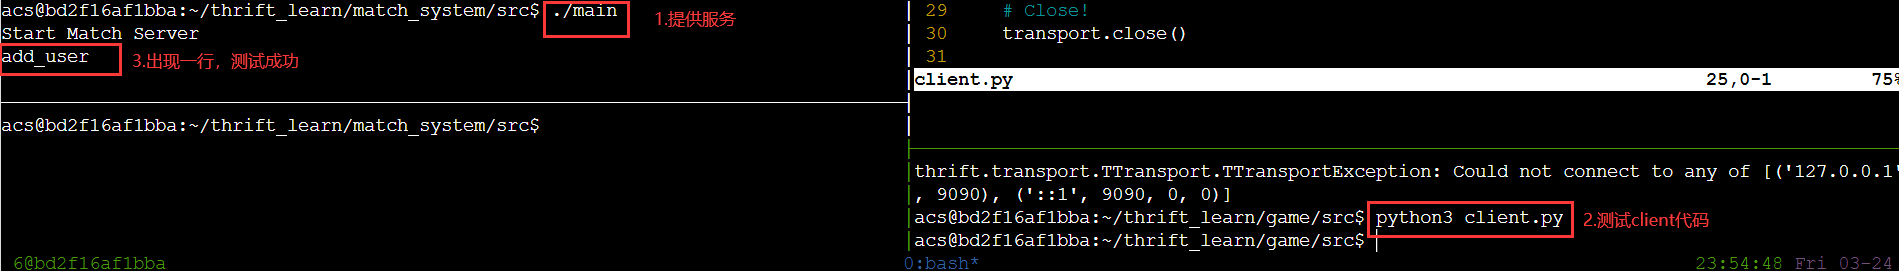 acs@bd2f16af1bba:~/thrift_learn/match_system/src$ ./main
1.提供服务
Start Match Server
add_user
3.出现一行，测试成功
acs@bd2f16af1bba:~/thrift_learn/match_system/src$
29 # Close!
30 transport.close()
31
client.py 25,0-1 75%
thrift.transport.TTransport.TTransportException: Could not connect to any of [('127.0.0.1'
, 9090), ('::1', 9090, 0, 0)]
acs@bd2f16af1bba:~/thrift_learn/game/src$ python3 client.py
2.测试client代码
acs@bd2f16af1bba:~/thrift_learn/game/src$
6@bd2f16af1bba 0:bash* 23:54:48 Fri 03-24